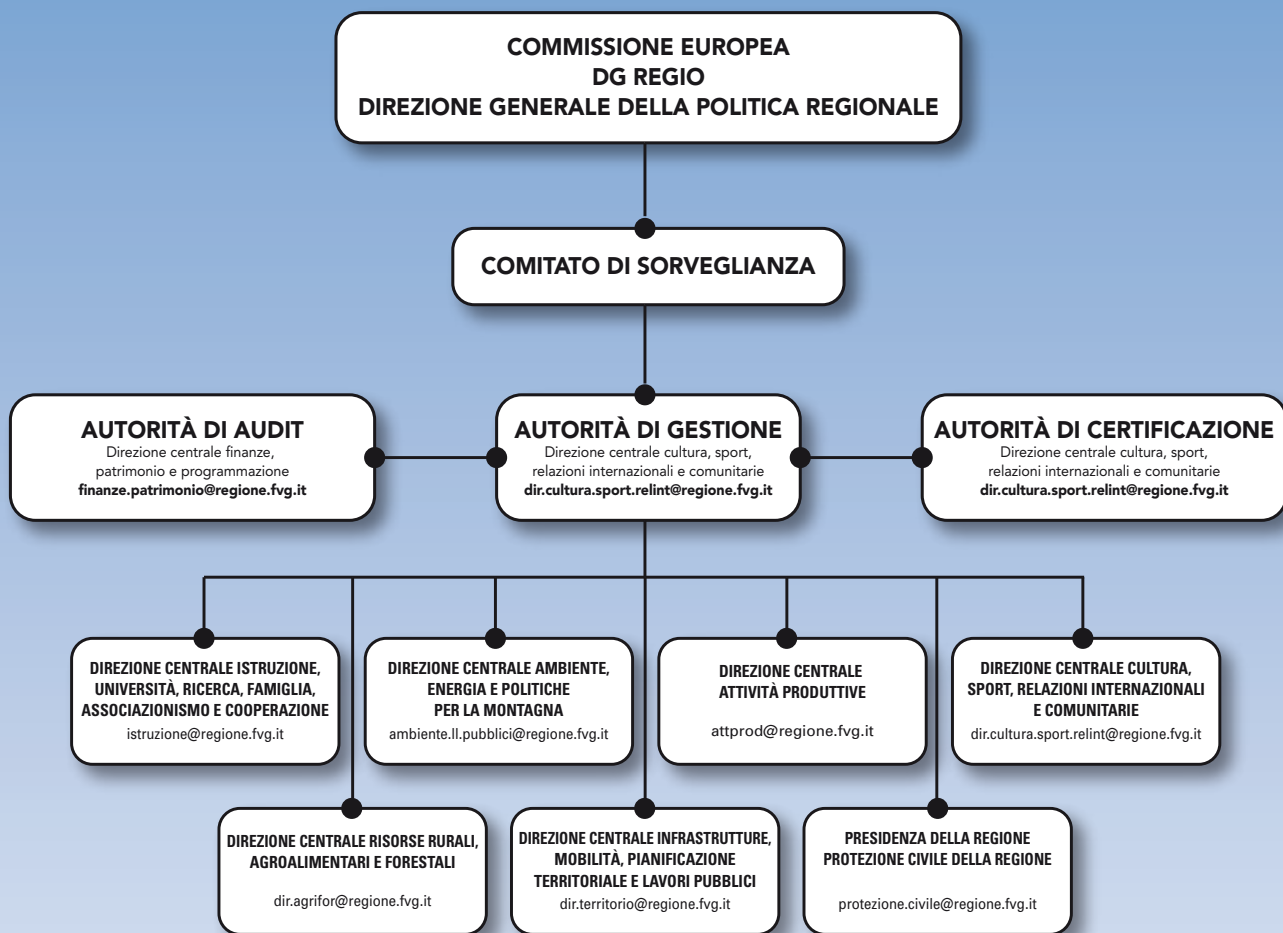 COMMISSIONE EUROPEA
DG REGIO
DIREZIONE GENERALE DELLA POLITICA REGIONALE
COMITATO DI SORVEGLIANZA
AUTORITÀ DI AUDIT
Direzione centrale finanze,
patrimonio e programmazione
finanze.patrimonio@regione.fvg.it
AUTORITÀ DI GESTIONE
Direzione centrale cultura, sport,
relazioni internazionali e comunitarie
dir.cultura.sport.relint@regione.fvg.it
AUTORITÀ DI CERTIFICAZIONE
Direzione centrale cultura, sport,
relazioni internazionali e comunitarie
dir.cultura.sport.relint@regione.fvg.it
DIREZIONE CENTRALE ISTRUZIONE,
UNIVERSITÀ, RICERCA, FAMIGLIA,
ASSOCIAZIONISMO E COOPERAZIONE
istruzione@regione.fvg.it
DIREZIONE CENTRALE AMBIENTE,
ENERGIA E POLITICHE
PER LA MONTAGNA
ambiente.ll.pubblici@regione.fvg.it
DIREZIONE CENTRALE
ATTIVITÀ PRODUTTIVE
attprod@regione.fvg.it
DIREZIONE CENTRALE CULTURA,
SPORT, RELAZIONI INTERNAZIONALI
E COMUNITARIE
dir.cultura.sport.relint@regione.fvg.it
DIREZIONE CENTRALE RISORSE RURALI,
AGROALIMENTARI E FORESTALI
dir.agrifor@regione.fvg.it
DIREZIONE CENTRALE INFRASTRUTTURE,
MOBILITÀ, PIANIFICAZIONE
TERRITORIALE E LAVORI PUBBLICI
dir.territorio@regione.fvg.it
PRESIDENZA DELLA REGIONE
PROTEZIONE CIVILE DELLA REGIONE
protezione.civile@regione.fvg.it